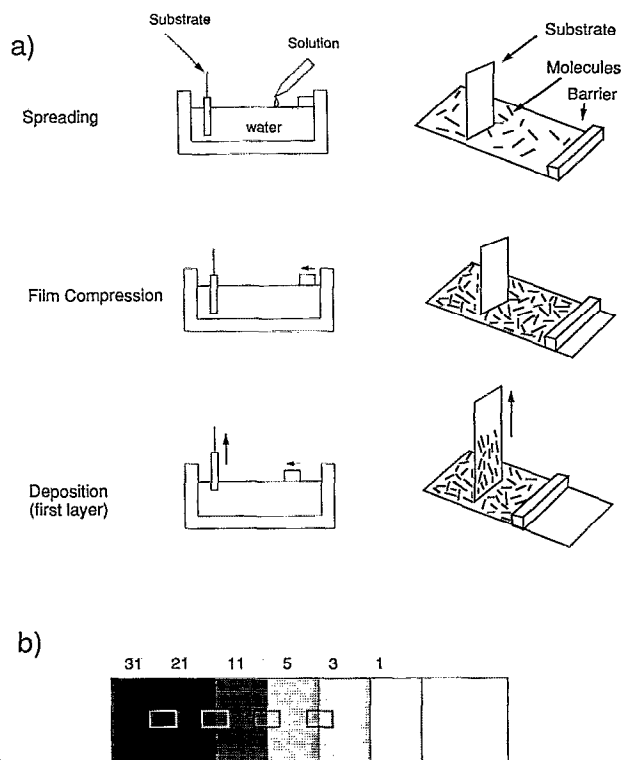 a)
Substrate
Solution
Spreading
water
Substrate
Molecules
Barrier
Film Compression
Deposition
(first layer)
b)
31 21 11 5 3 1